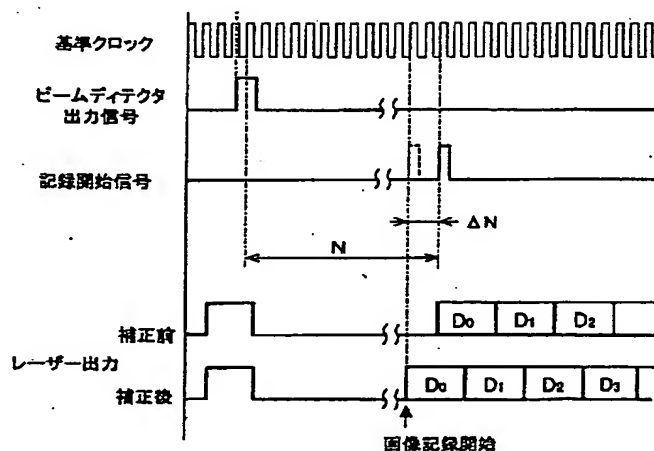 基準クロック
ビームディテクタ
出力信号
記録開始信号
ΔN
N
補正前
D0 D1 D2
レーザー出力
補正後
D0 D1 D2 D3
画像記録開始